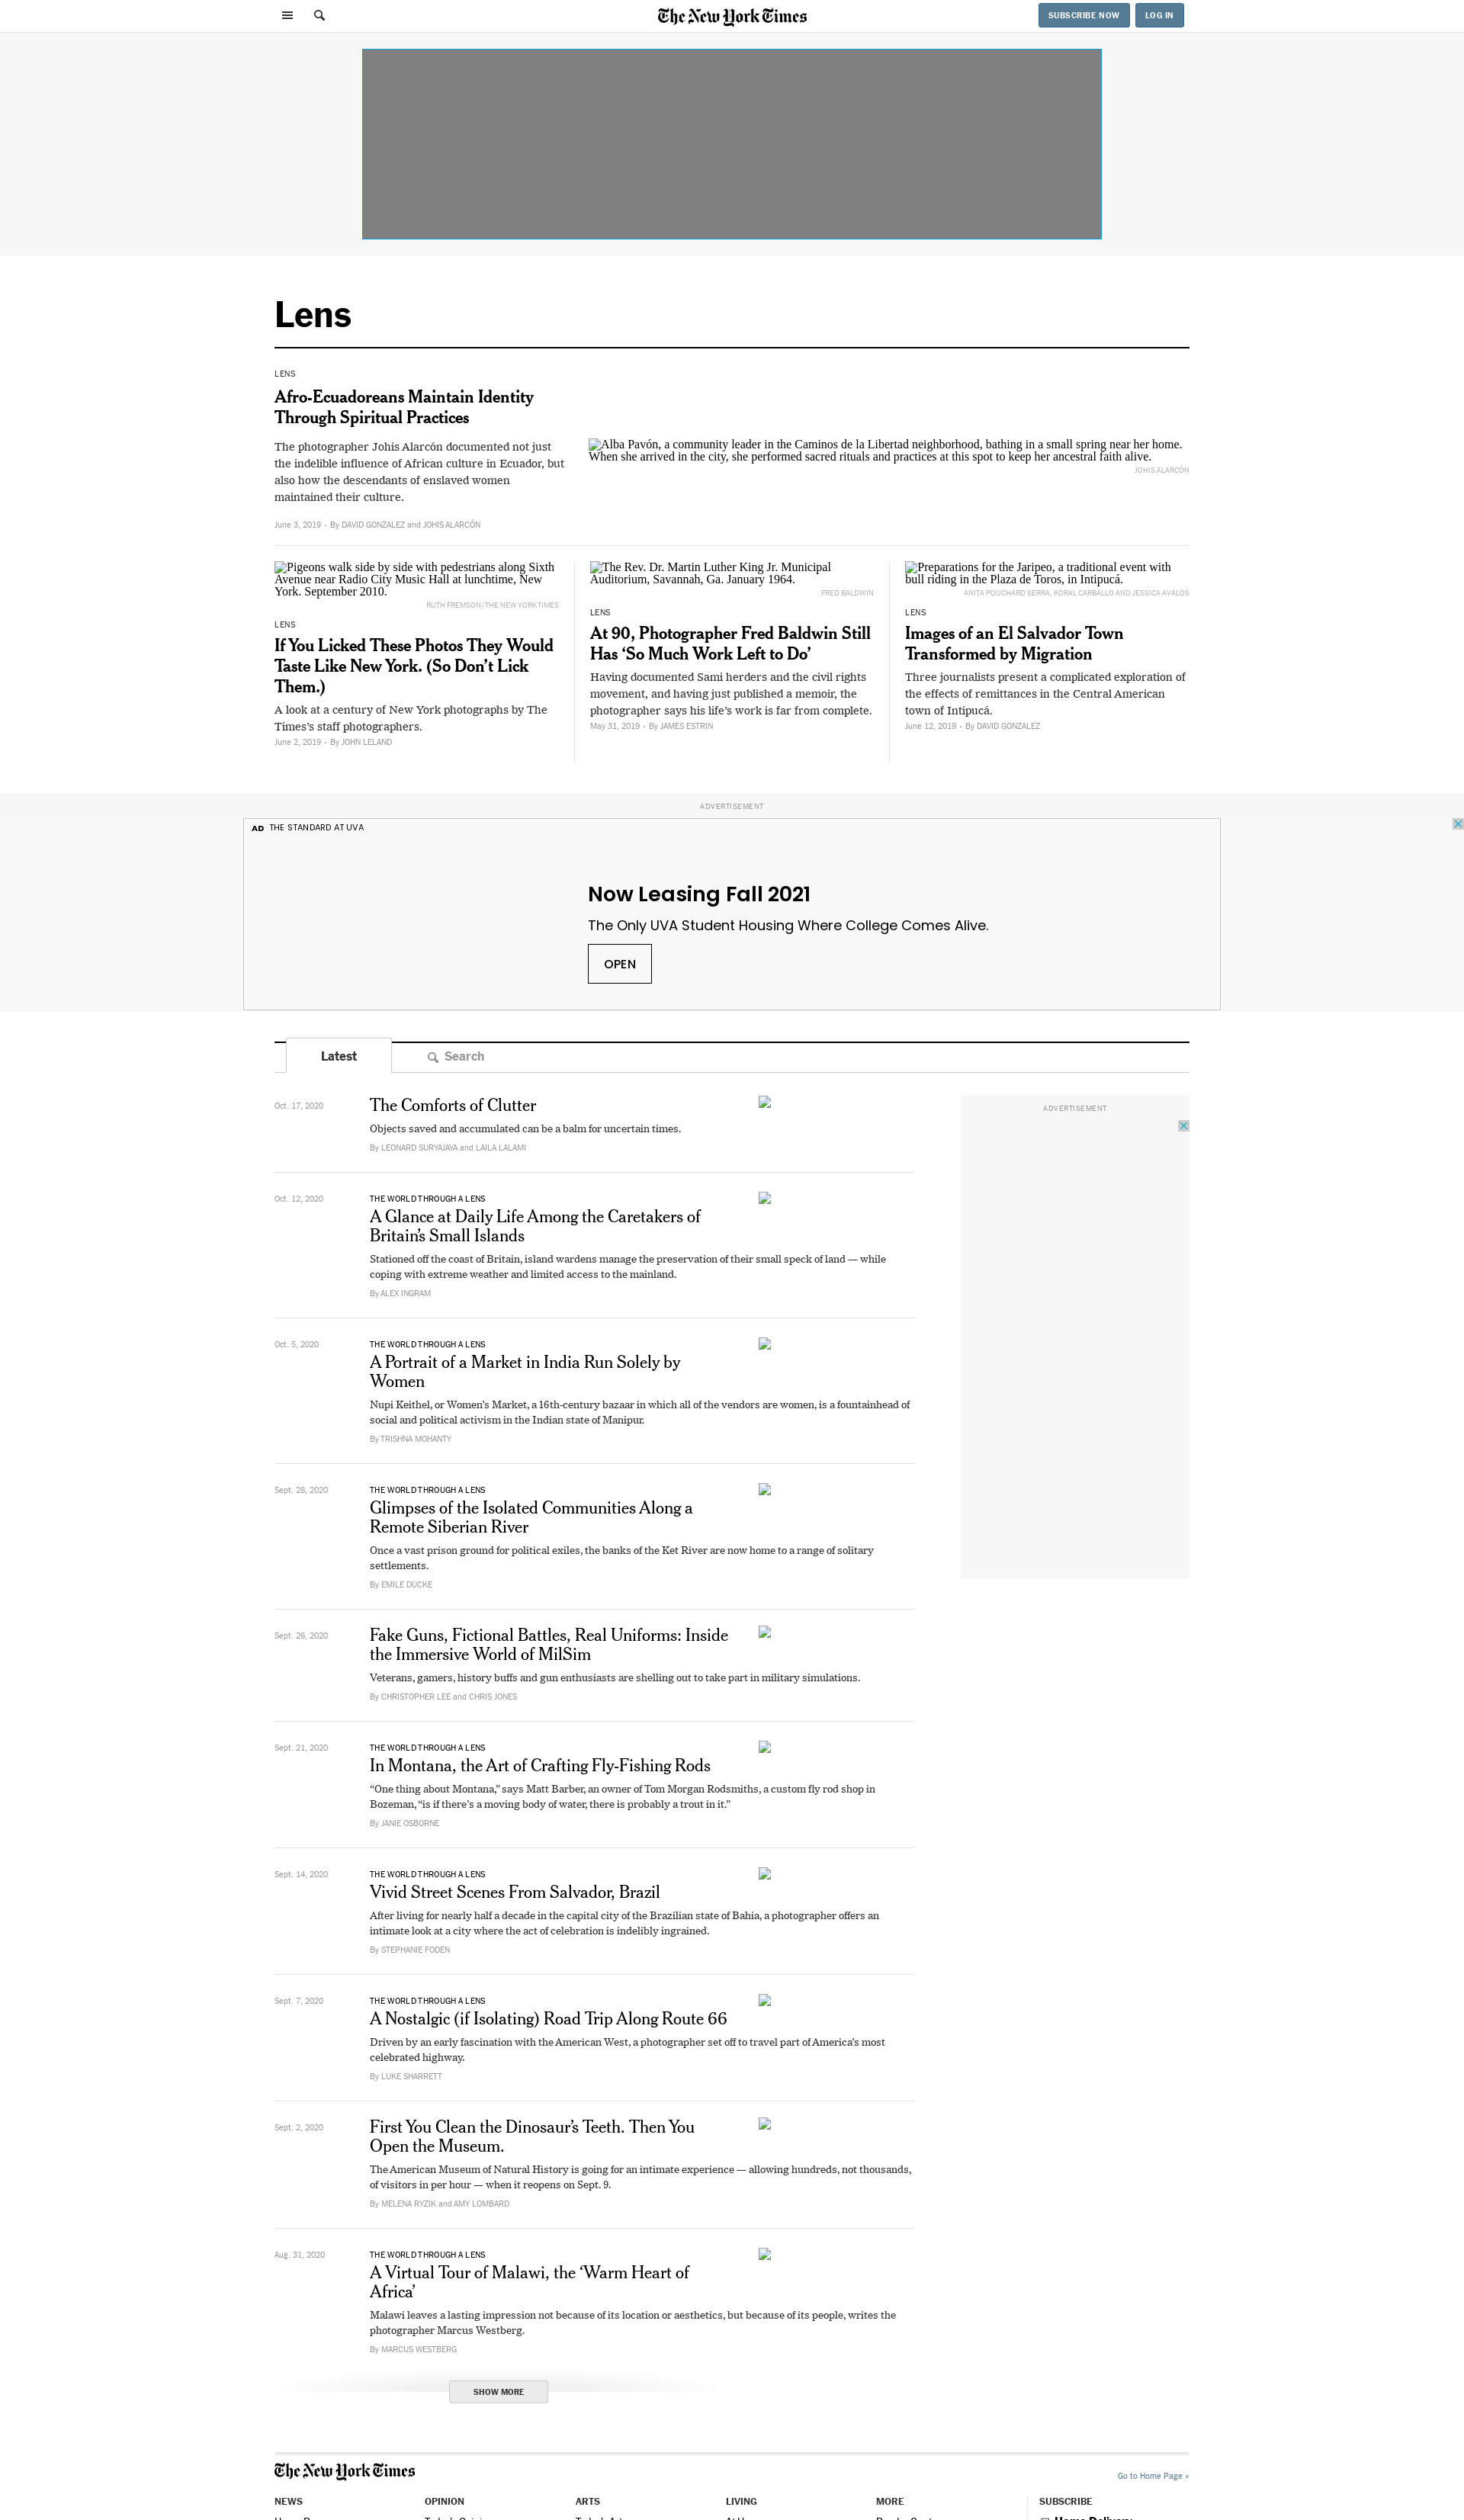 The New York Times
SUBSCRIBE NOW
LOG IN
Lens
LENS
Afro-Ecuadoreans Maintain Identity
Through Spiritual Practices
The photographer Johis Alarcón documented not just
the indelible influence of African culture in Ecuador, but
also how the descendants of enslaved women
maintained their culture.
June 3, 2019 • By DAVID GONZALEZ and JOHIS ALARCÓN
Alba Pavón, a community leader in the Caminos de la Libertad neighborhood, bathing in a small spring near her home.
When she arrived in the city, she performed sacred rituals and practices at this spot to keep her ancestral faith alive.
JOHIS ALARCÓN
Pigeons walk side by side with pedestrians along Sixth
Avenue near Radio City Music Hall at lunchtime, New
York. September 2010.
RUTH FREMSON/THE NEW YORK TIMES
LENS
If You Licked These Photos They Would
Taste Like New York. (So Don’t Lick
Them.)
A look at a century of New York photographs by The
Times’s staff photographers.
June 2, 2019 • By JOHN LELAND
The Rev. Dr. Martin Luther King Jr. Municipal
Auditorium, Savannah, Ga. January 1964.
FRED BALDWIN
LENS
At 90, Photographer Fred Baldwin Still
Has ‘So Much Work Left to Do’
Having documented Sami herders and the civil rights
movement, and having just published a memoir, the
photographer says his life’s work is far from complete.
May 31, 2019 • By JAMES ESTRIN
Preparations for the Jaripeo, a traditional event with
bull riding in the Plaza de Toros, in Intipucá.
ANITA POUCHARD SERRA, KORAL CARBALLO AND JESSICA AVALOS
LENS
Images of an El Salvador Town
Transformed by Migration
Three journalists present a complicated exploration of
the effects of remittances in the Central American
town of Intipucá.
June 12, 2019 • By DAVID GONZALEZ
ADVERTISEMENT
AD THE STANDARD AT UVA
Now Leasing Fall 2021
The Only UVA Student Housing Where College Comes Alive.
OPEN
Latest
Search
Oct. 17, 2020
The Comforts of Clutter
Objects saved and accumulated can be a balm for uncertain times.
By LEONARD SURYAJAYA and LAILA LALAMI
ADVERTISEMENT
Oct. 12, 2020
THE WORLD THROUGH A LENS
A Glance at Daily Life Among the Caretakers of
Britain’s Small Islands
Stationed off the coast of Britain, island wardens manage the preservation of their small speck of land — while
coping with extreme weather and limited access to the mainland.
By ALEX INGRAM
Oct. 5, 2020
THE WORLD THROUGH A LENS
A Portrait of a Market in India Run Solely by
Women
Nupi Keithel, or Women’s Market, a 16th-century bazaar in which all of the vendors are women, is a fountainhead of
social and political activism in the Indian state of Manipur.
By TRISHNA MOHANTY
Sept. 28, 2020
THE WORLD THROUGH A LENS
Glimpses of the Isolated Communities Along a
Remote Siberian River
Once a vast prison ground for political exiles, the banks of the Ket River are now home to a range of solitary
settlements.
By EMILE DUCKE
Sept. 26, 2020
Fake Guns, Fictional Battles, Real Uniforms: Inside
the Immersive World of MilSim
Veterans, gamers, history buffs and gun enthusiasts are shelling out to take part in military simulations.
By CHRISTOPHER LEE and CHRIS JONES
Sept. 21, 2020
THE WORLD THROUGH A LENS
In Montana, the Art of Crafting Fly-Fishing Rods
“One thing about Montana,” says Matt Barber, an owner of Tom Morgan Rodsmiths, a custom fly rod shop in
Bozeman, “is if there’s a moving body of water, there is probably a trout in it.”
By JANIE OSBORNE
Sept. 14, 2020
THE WORLD THROUGH A LENS
Vivid Street Scenes From Salvador, Brazil
After living for nearly half a decade in the capital city of the Brazilian state of Bahia, a photographer offers an
intimate look at a city where the act of celebration is indelibly ingrained.
By STEPHANIE FODEN
Sept. 7, 2020
THE WORLD THROUGH A LENS
A Nostalgic (if Isolating) Road Trip Along Route 66
Driven by an early fascination with the American West, a photographer set off to travel part of America’s most
celebrated highway.
By LUKE SHARRETT
Sept. 2, 2020
First You Clean the Dinosaur’s Teeth. Then You
Open the Museum.
The American Museum of Natural History is going for an intimate experience — allowing hundreds, not thousands,
of visitors in per hour — when it reopens on Sept. 9.
By MELENA RYZIK and AMY LOMBARD
Aug. 31, 2020
THE WORLD THROUGH A LENS
A Virtual Tour of Malawi, the ‘Warm Heart of
Africa’
Malawi leaves a lasting impression not because of its location or aesthetics, but because of its people, writes the
photographer Marcus Westberg.
By MARCUS WESTBERG
SHOW MORE
The New York Times
Go to Home Page »
NEWS
OPINION
ARTS
LIVING
MORE
SUBSCRIBE